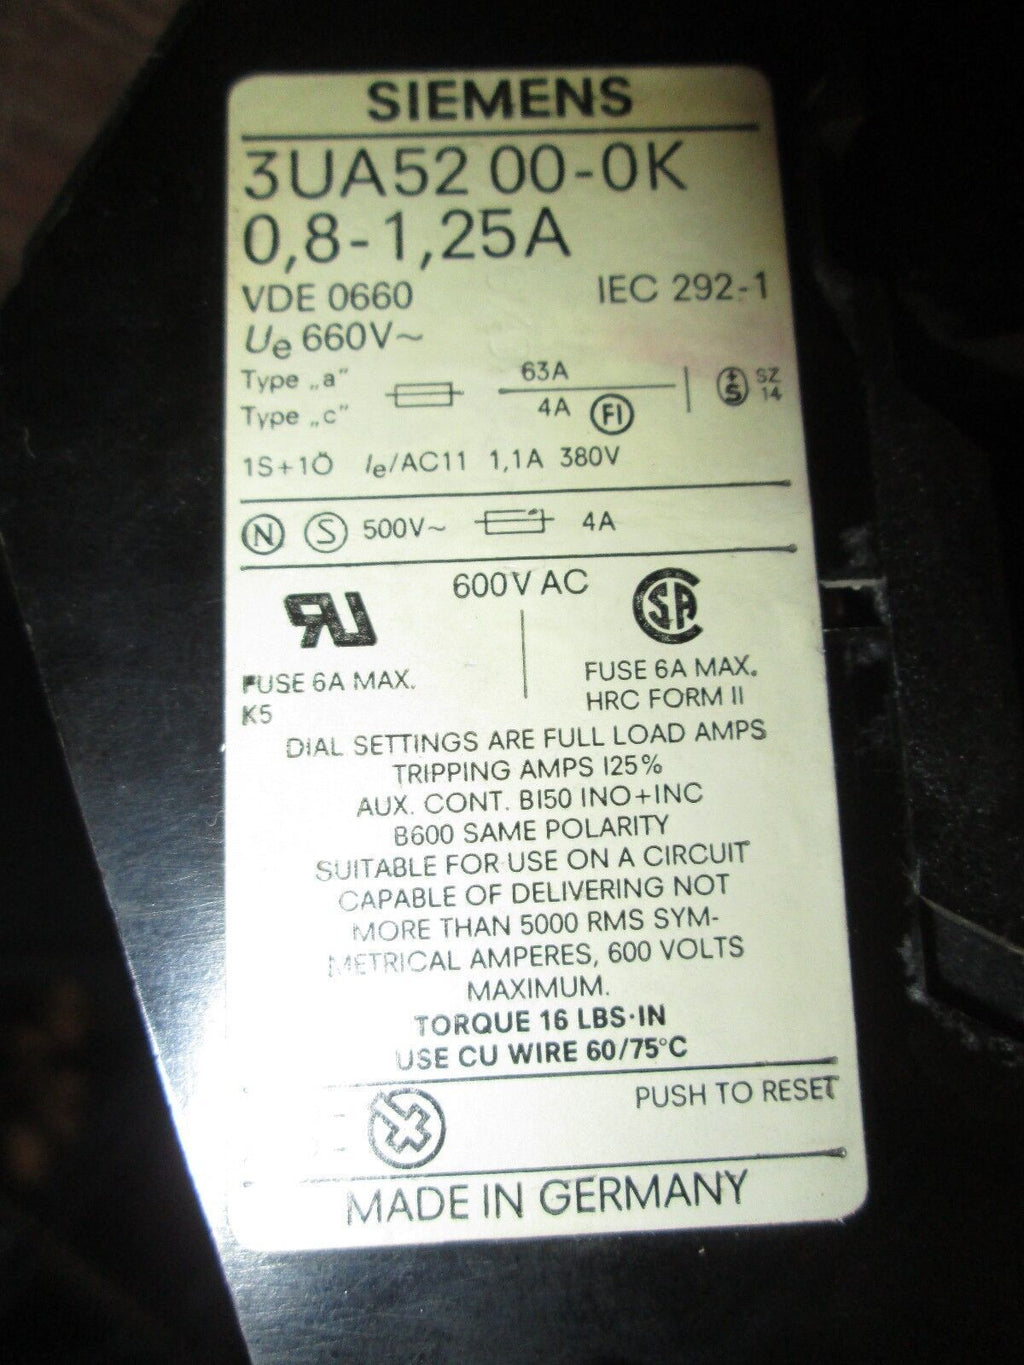 SIEMENS
3UA52 00-0K
0,8-1,25A
VDE 0660 IEC 292-1
Ue 660V~
Type „a" 63A
Type „c" 4A FI
+S SZ 14
1S+1Ö Ie/AC11 1,1A 380V
N S 500V~ 4A
600V AC
UR SA
FUSE 6A MAX.
K5
FUSE 6A MAX.
HRC FORM II
DIAL SETTINGS ARE FULL LOAD AMPS
TRIPPING AMPS 125%
AUX. CONT. B150 1NO+1NC
B600 SAME POLARITY
SUITABLE FOR USE ON A CIRCUIT
CAPABLE OF DELIVERING NOT
MORE THAN 5000 RMS SYM-
METRICAL AMPERES, 600 VOLTS
MAXIMUM.
TORQUE 16 LBS·IN
USE CU WIRE 60/75°C
PUSH TO RESET
MADE IN GERMANY